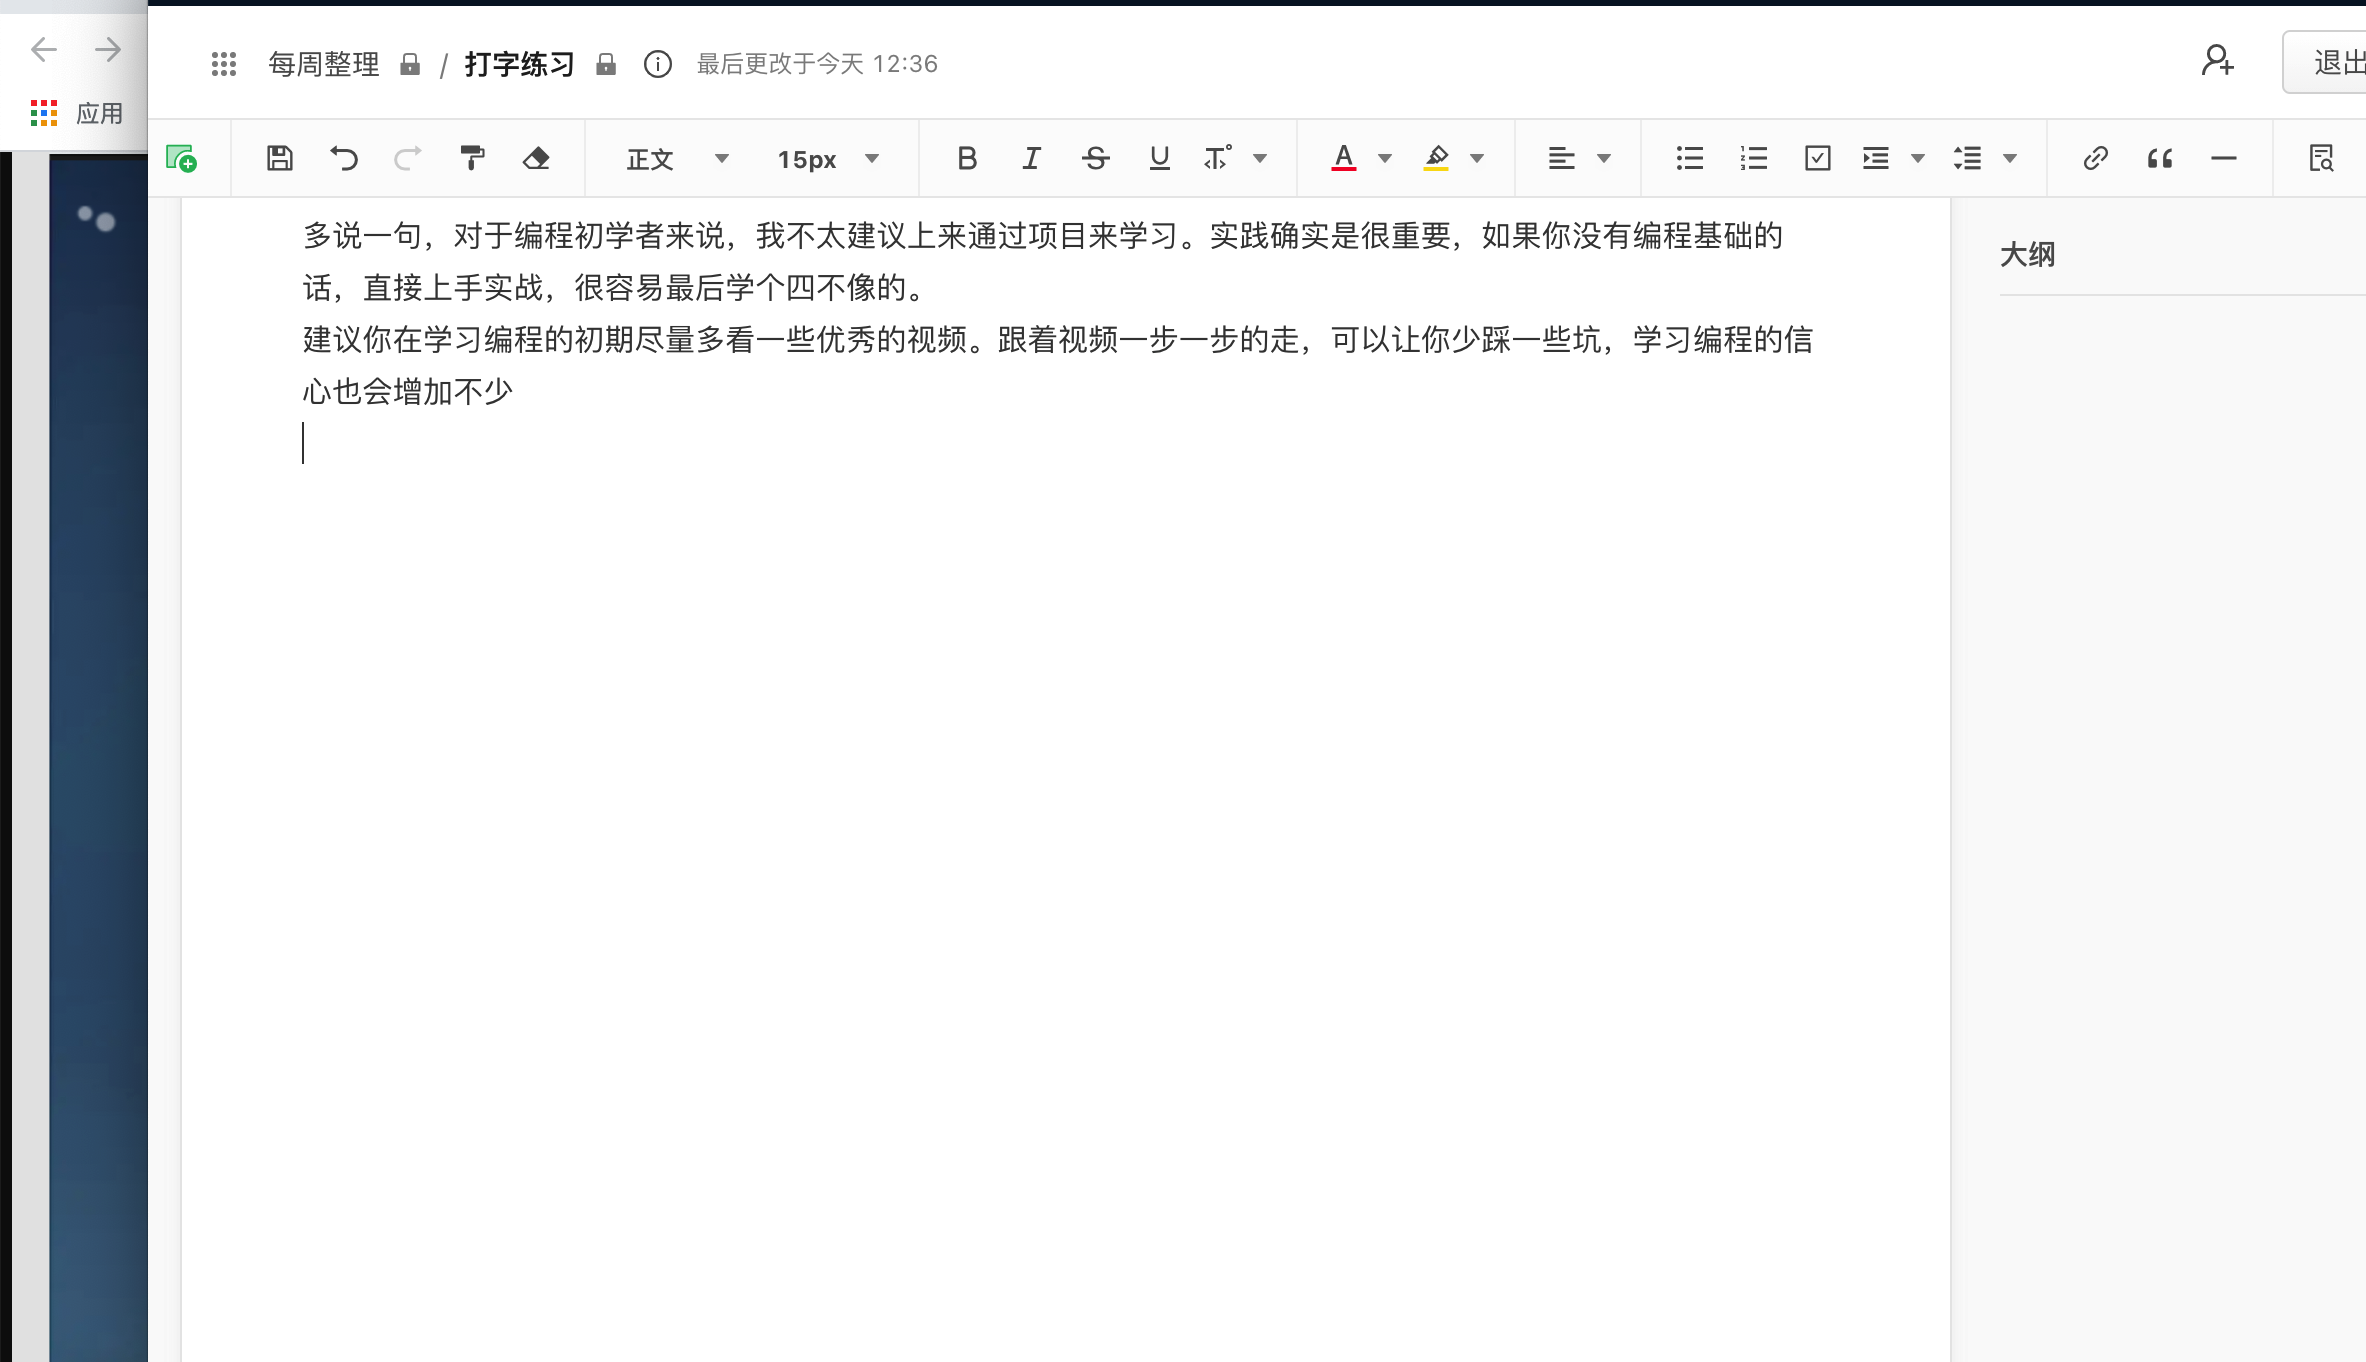 每周整理 / 打字练习 最后更改于今天 12:36
退出
应用
正文 15px
多说一句，对于编程初学者来说，我不太建议上来通过项目来学习。实践确实是很重要，如果你没有编程基础的
话，直接上手实战，很容易最后学个四不像的。
建议你在学习编程的初期尽量多看一些优秀的视频。跟着视频一步一步的走，可以让你少踩一些坑，学习编程的信
心也会增加不少
大纲